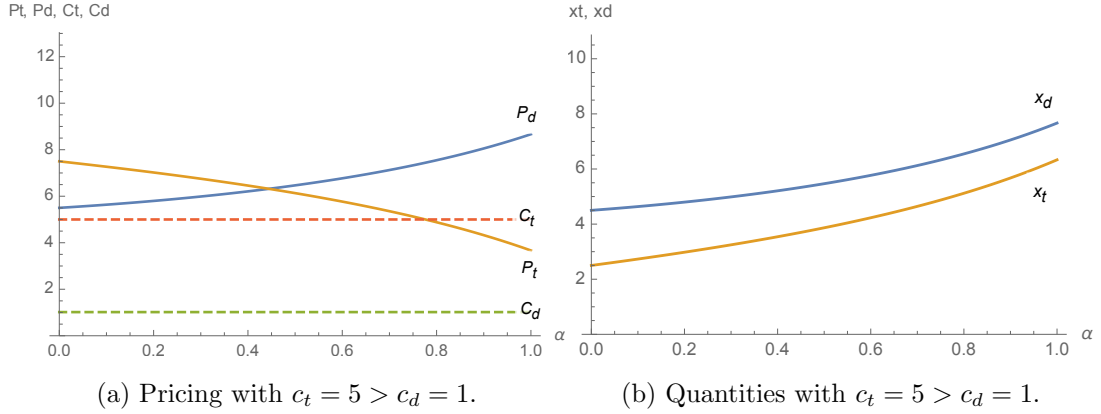 Pt, Pd, Ct, Cd
12
10
8
6
4
2
0.0 0.2 0.4 0.6 0.8 1.0
α
P_d
C_t
P_t
C_d
(a) Pricing with c_t = 5 > c_d = 1.
xt, xd
10
8
6
4
2
0.0 0.2 0.4 0.6 0.8 1.0
α
x_d
x_t
(b) Quantities with c_t = 5 > c_d = 1.